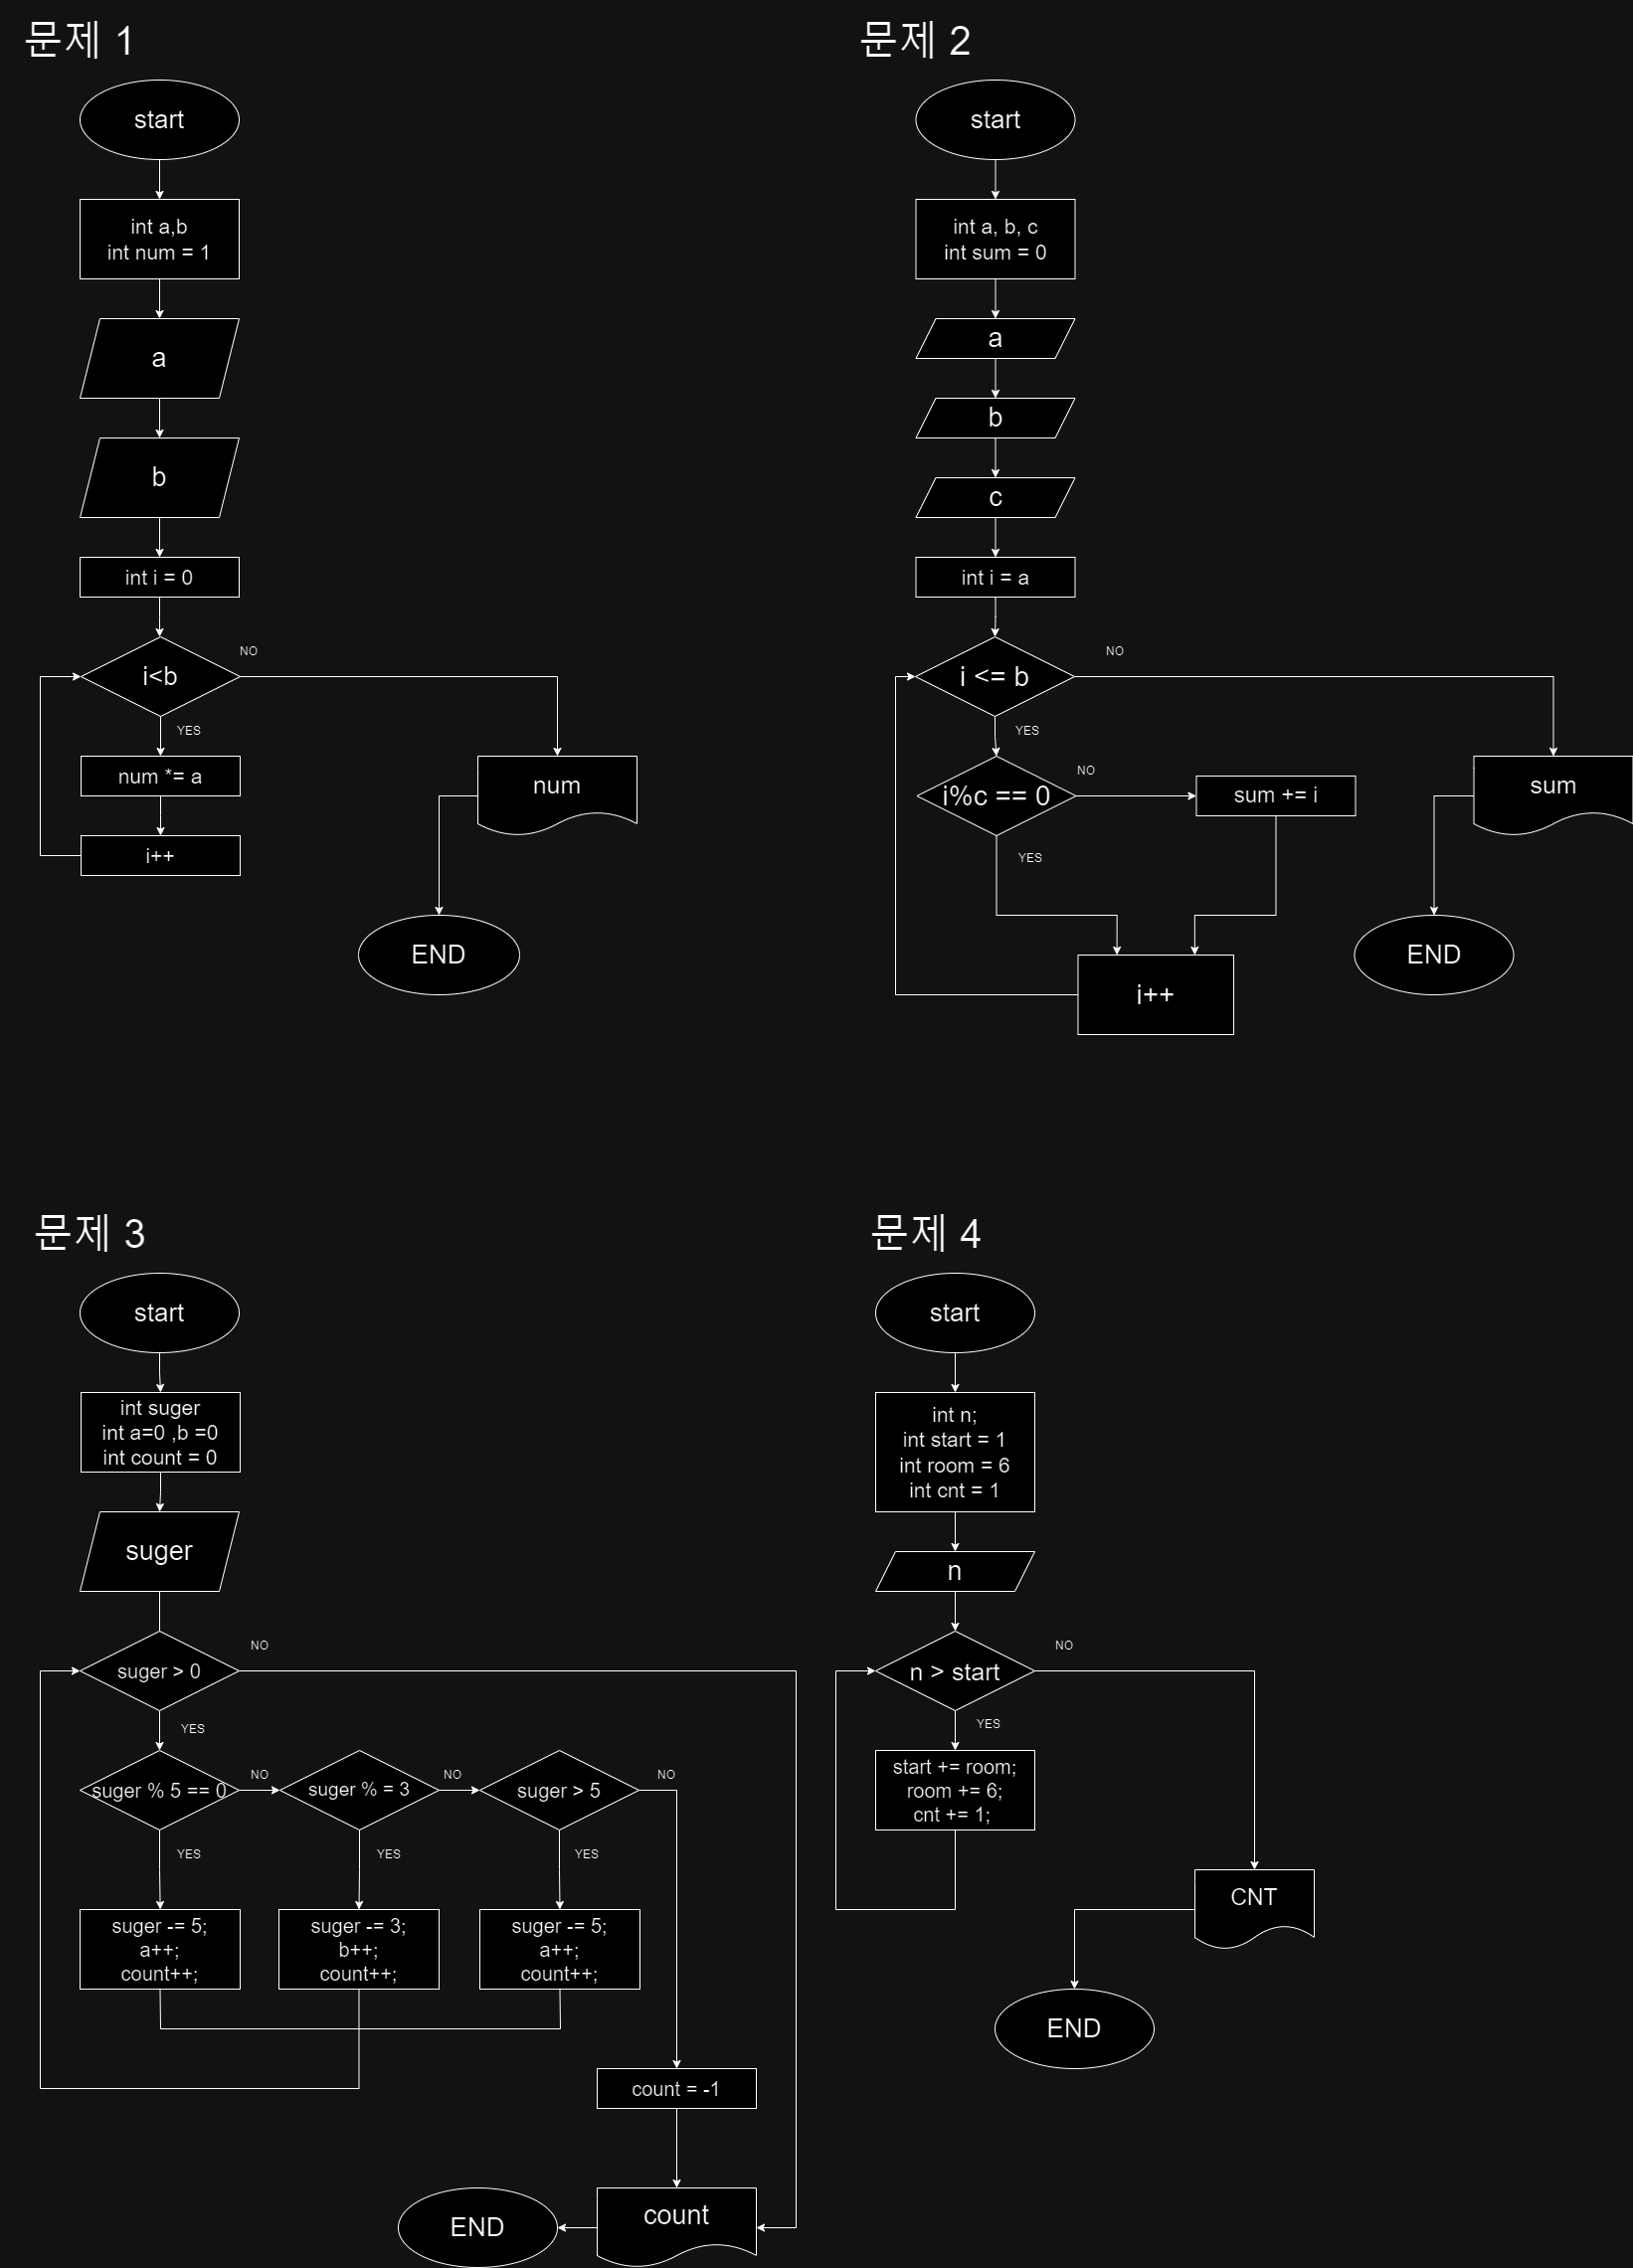 문제 1
start
int a,b
int num = 1
a
b
int i = 0
i<b
NO
YES
num *= a
i++
num
END
문제 2
start
int a, b, c
int sum = 0
a
b
c
int i = a
i <= b
NO
YES
i%c == 0
NO
sum += i
YES
i++
sum
END
문제 3
start
int suger
int a=0 ,b =0
int count = 0
suger
suger > 0
NO
YES
suger % 5 == 0
NO
suger % = 3
NO
suger > 5
NO
YES
YES
YES
suger -= 5;
a++;
count++;
suger -= 3;
b++;
count++;
suger -= 5;
a++;
count++;
count = -1
count
END
문제 4
start
int n;
int start = 1
int room = 6
int cnt = 1
n
n > start
NO
YES
start += room;
room += 6;
cnt += 1;
CNT
END